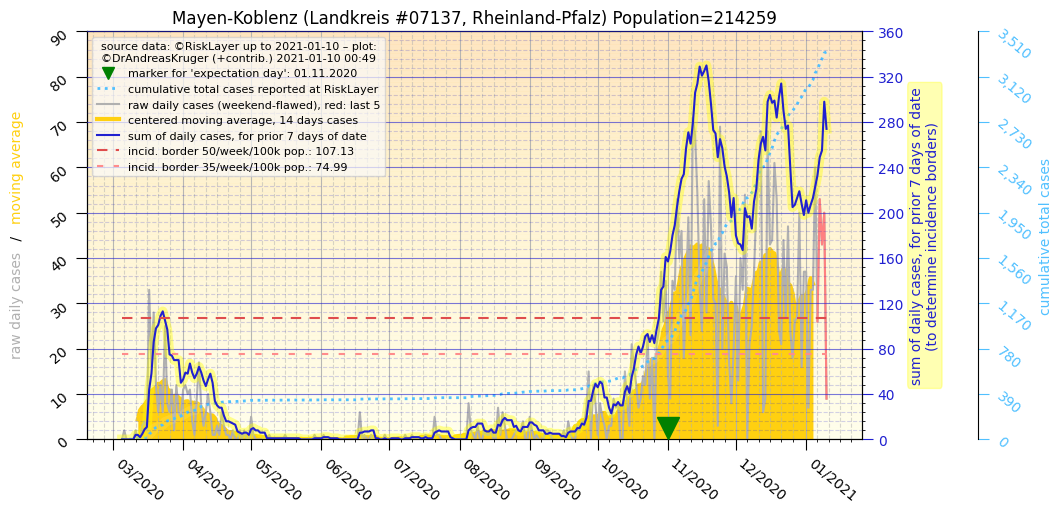 Mayen-Koblenz (Landkreis #07137, Rheinland-Pfalz) Population=214259
source data: ©RiskLayer up to 2021-01-10 – plot:
©DrAndreasKruger (+contrib.) 2021-01-10 00:49
marker for 'expectation day': 01.11.2020
cumulative total cases reported at RiskLayer
raw daily cases (weekend-flawed), red: last 5
centered moving average, 14 days cases
sum of daily cases, for prior 7 days of date
incid. border 50/week/100k pop.: 107.13
incid. border 35/week/100k pop.: 74.99
raw daily cases / moving average
90
80
70
60
50
40
30
20
10
0
360
320
280
240
200
160
120
80
40
0
sum of daily cases, for prior 7 days of date
(to determine incidence borders)
3,510
3,120
2,730
2,340
1,950
1,560
1,170
780
390
0
cumulative total cases
03/2020
04/2020
05/2020
06/2020
07/2020
08/2020
09/2020
10/2020
11/2020
12/2020
01/2021